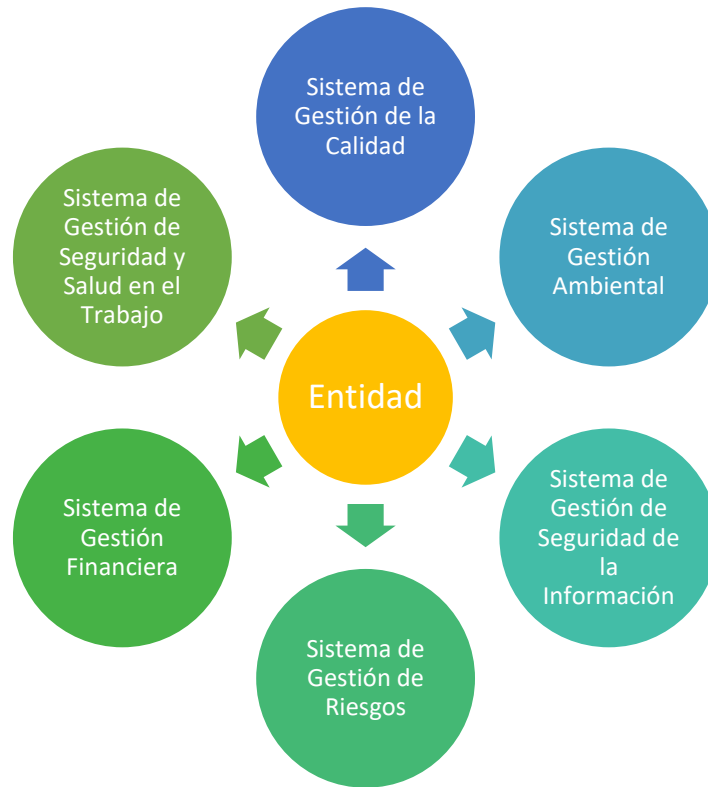 Sistema de
Gestión de la
Calidad
Sistema de
Gestión
Ambiental
Sistema de
Gestión de
Seguridad de
la
Información
Sistema de
Gestión de
Riesgos
Sistema de
Gestión
Financiera
Sistema de
Gestión de
Seguridad y
Salud en el
Trabajo
Entidad